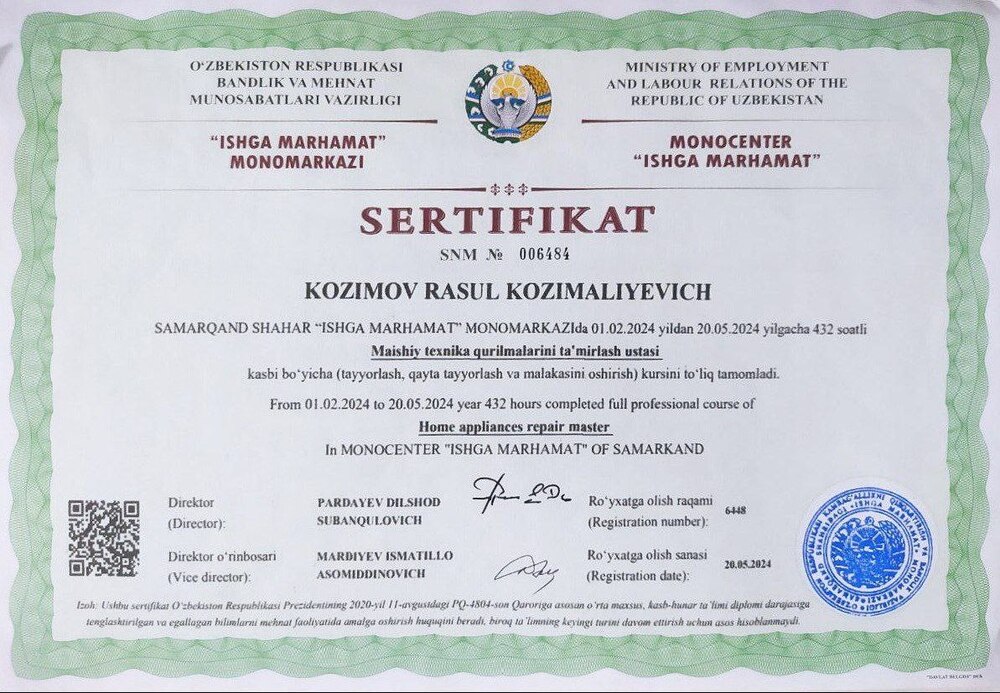 O‘ZBEKISTON RESPUBLIKASI
BANDLIK VA MEHNAT
MUNOSABATLARI VAZIRLIGI
“ISHGA MARHAMAT”
MONOMARKAZI
MINISTRY OF EMPLOYMENT
AND LABOUR RELATIONS OF THE
REPUBLIC OF UZBEKISTAN
MONOCENTER
“ISHGA MARHAMAT”
SERTIFIKAT
SNM № 006484
KOZIMOV RASUL KOZIMALIYEVICH
SAMARQAND SHAHAR “ISHGA MARHAMAT” MONOMARKAZIda 01.02.2024 yildan 20.05.2024 yilgacha 432 soatli
Maishiy texnika qurilmalarini ta'mirlash ustasi
kasbi bo‘yicha (tayyorlash, qayta tayyorlash va malakasini oshirish) kursini to‘liq tamomladi.
From 01.02.2024 to 20.05.2024 year 432 hours completed full professional course of
Home appliances repair master
In MONOCENTER "ISHGA MARHAMAT" OF SAMARKAND
Direktor
(Director):
PARDAYEV DILSHOD
SUBANQULOVICH
Ro‘yxatga olish raqami
(Registration number):
6448
Direktor o‘rinbosari
(Vice director):
MARDIYEV ISMATILLO
ASOMIDDINOVICH
Ro‘yxatga olish sanasi
(Registration date):
20.05.2024
Izoh: Ushbu sertifikat O‘zbekiston Respublikasi Prezidentining 2020-yil 11-avgustdagi PQ-4804-son Qaroriga asosan o‘rta maxsus, kasb-hunar ta’limi diplomi darajasiga
tenglashtirilgan va egallagan bilimlarni mehnat faoliyatida amalga oshirish huquqini beradi, biroq ta’limning keyingi turini davom ettirish uchun asos hisoblanmaydi.
"DAVLAT BELGISI" DUK